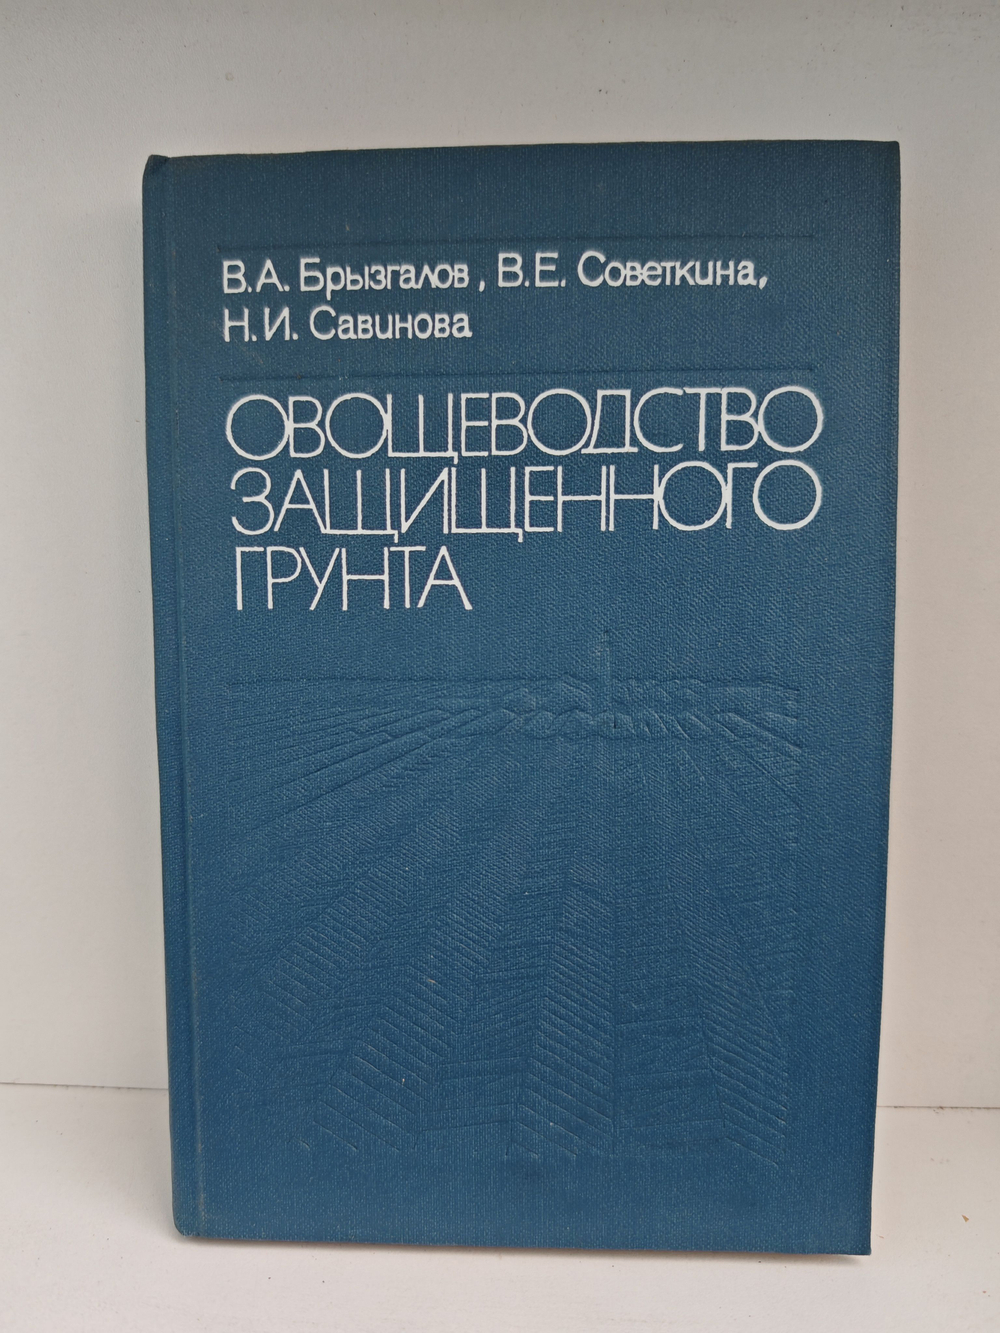 В.А. Брызгалов, В.Е. Советкина,
Н.И. Савинова
ОВОЩЕВОДСТВО
ЗАЩИЩЕННОГО
ГРУНТА